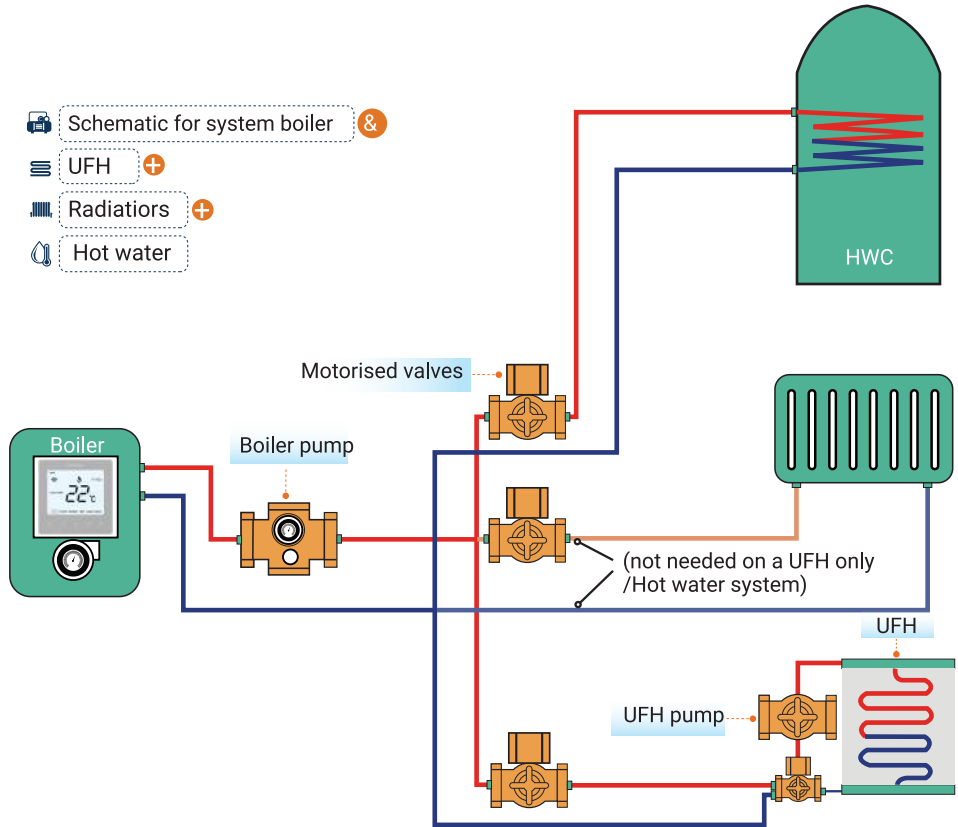 Schematic for system boiler &
UFH +
Radiatiors +
Hot water
HWC
Motorised valves
Boiler
Boiler pump
22°C
(not needed on a UFH only
/Hot water system)
UFH
UFH pump